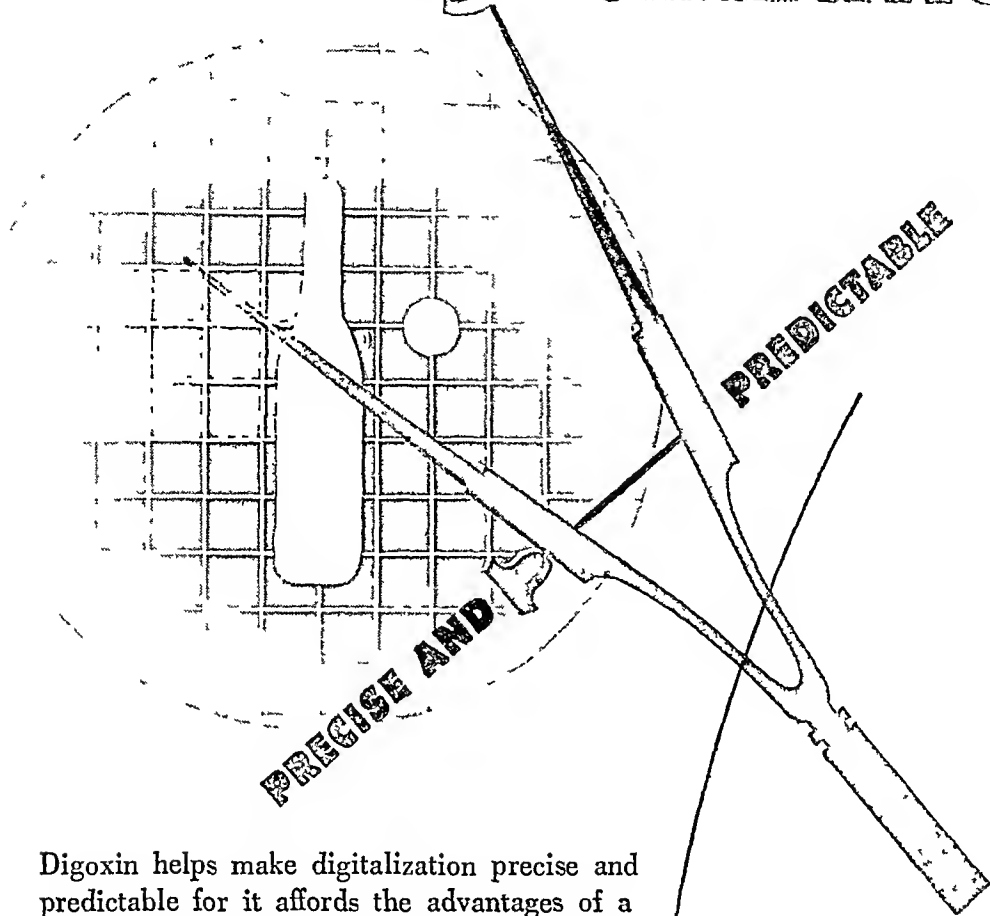 PRECISE AND
PREDICTABLE
Digoxin helps make digitalization precise and
predictable for it affords the advantages of a